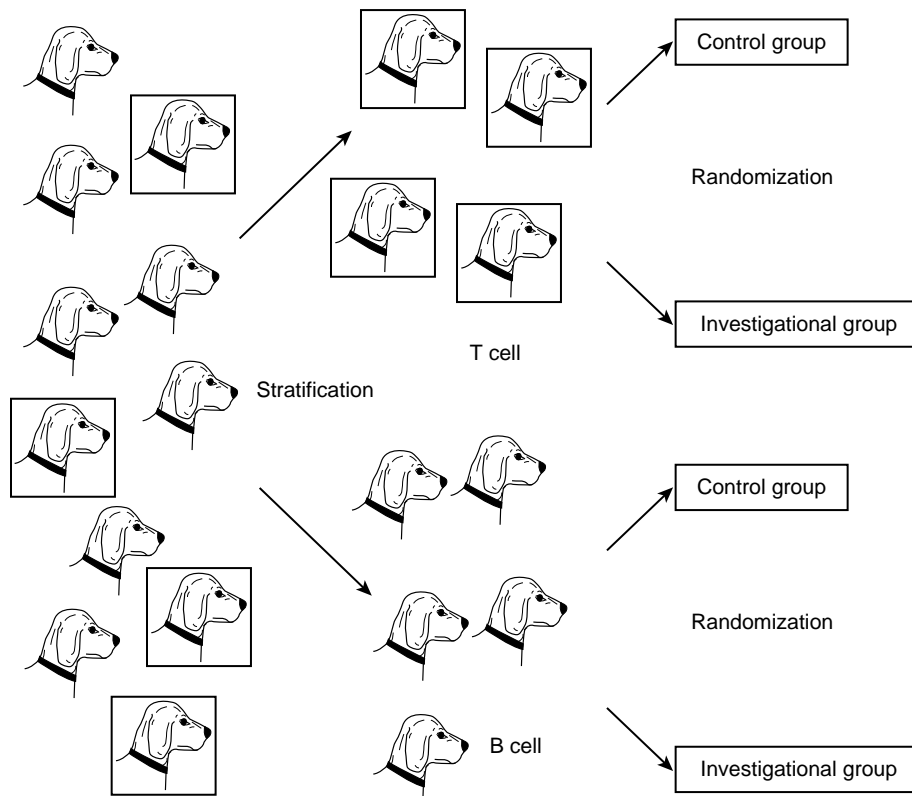 Control group
Randomization
Investigational group
T cell
Stratification
Control group
Randomization
B cell
Investigational group